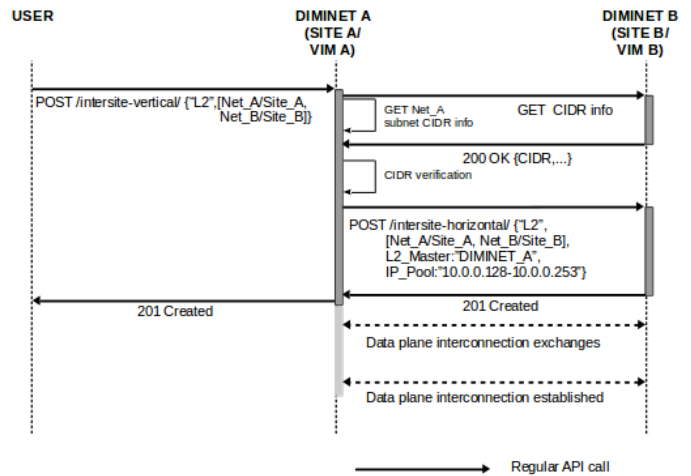 USER
DIMINET A
(SITE A/
VIM A)
DIMINET B
(SITE B/
VIM B)
POST /intersite-vertical/ {“L2”,[Net_A/Site_A,
Net_B/Site_B]}
GET Net_A
subnet CIDR info
GET CIDR info
200 OK {CIDR,...}
CIDR verification
POST /intersite-horizontal/ {“L2”,
[Net_A/Site_A, Net_B/Site_B],
L2_Master:”DIMINET_A”,
IP_Pool:”10.0.0.128-10.0.0.253”}
201 Created
201 Created
Data plane interconnection exchanges
Data plane interconnection established
Regular API call